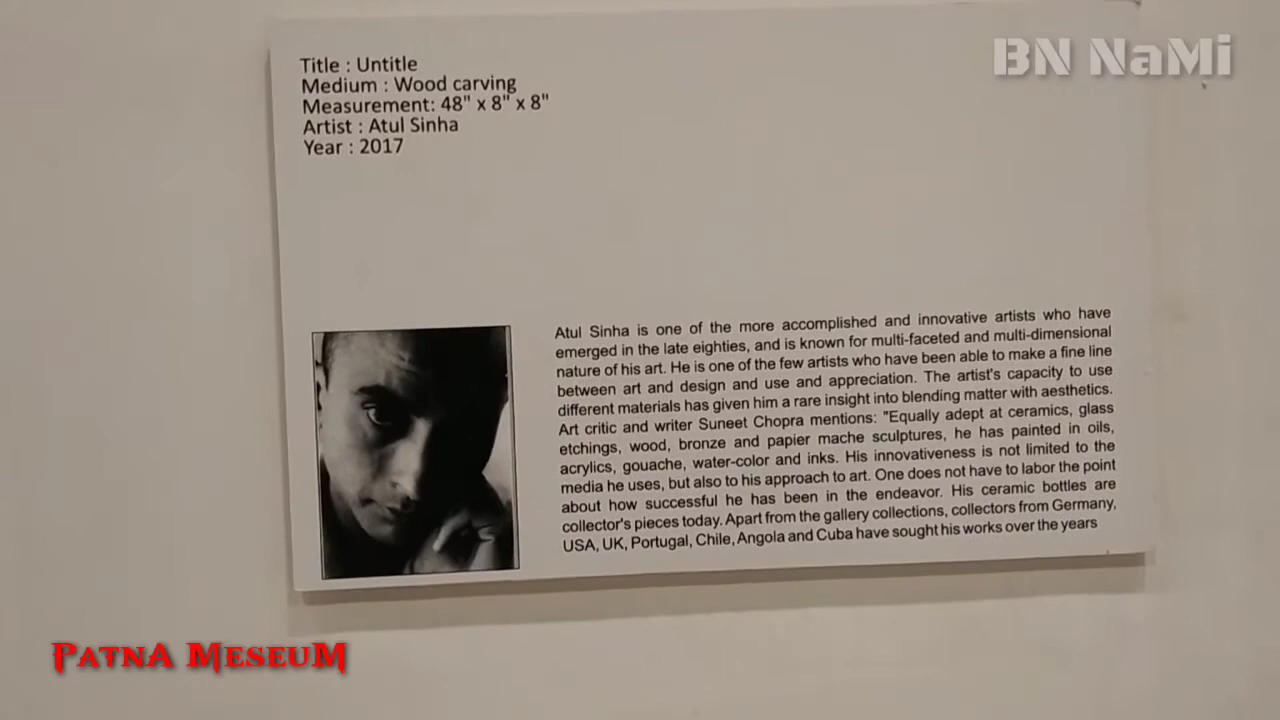 BN NaMi
Title : Untitle
Medium : Wood carving
Measurement: 48" x 8" x 8"
Artist : Atul Sinha
Year : 2017
Atul Sinha is one of the more accomplished and innovative artists who have
emerged in the late eighties, and is known for multi-faceted and multi-dimensional
nature of his art. He is one of the few artists who have been able to make a fine line
between art and design and use and appreciation. The artist's capacity to use
different materials has given him a rare insight into blending matter with aesthetics.
Art critic and writer Suneet Chopra mentions: "Equally adept at ceramics, glass
etchings, wood, bronze and papier mache sculptures, he has painted in oils,
acrylics, gouache, water-color and inks. His innovativeness is not limited to the
media he uses, but also to his approach to art. One does not have to labor the point
about how successful he has been in the endeavor. His ceramic bottles are
collector's pieces today. Apart from the gallery collections, collectors from Germany,
USA, UK, Portugal, Chile, Angola and Cuba have sought his works over the years
PATNA MESEUM